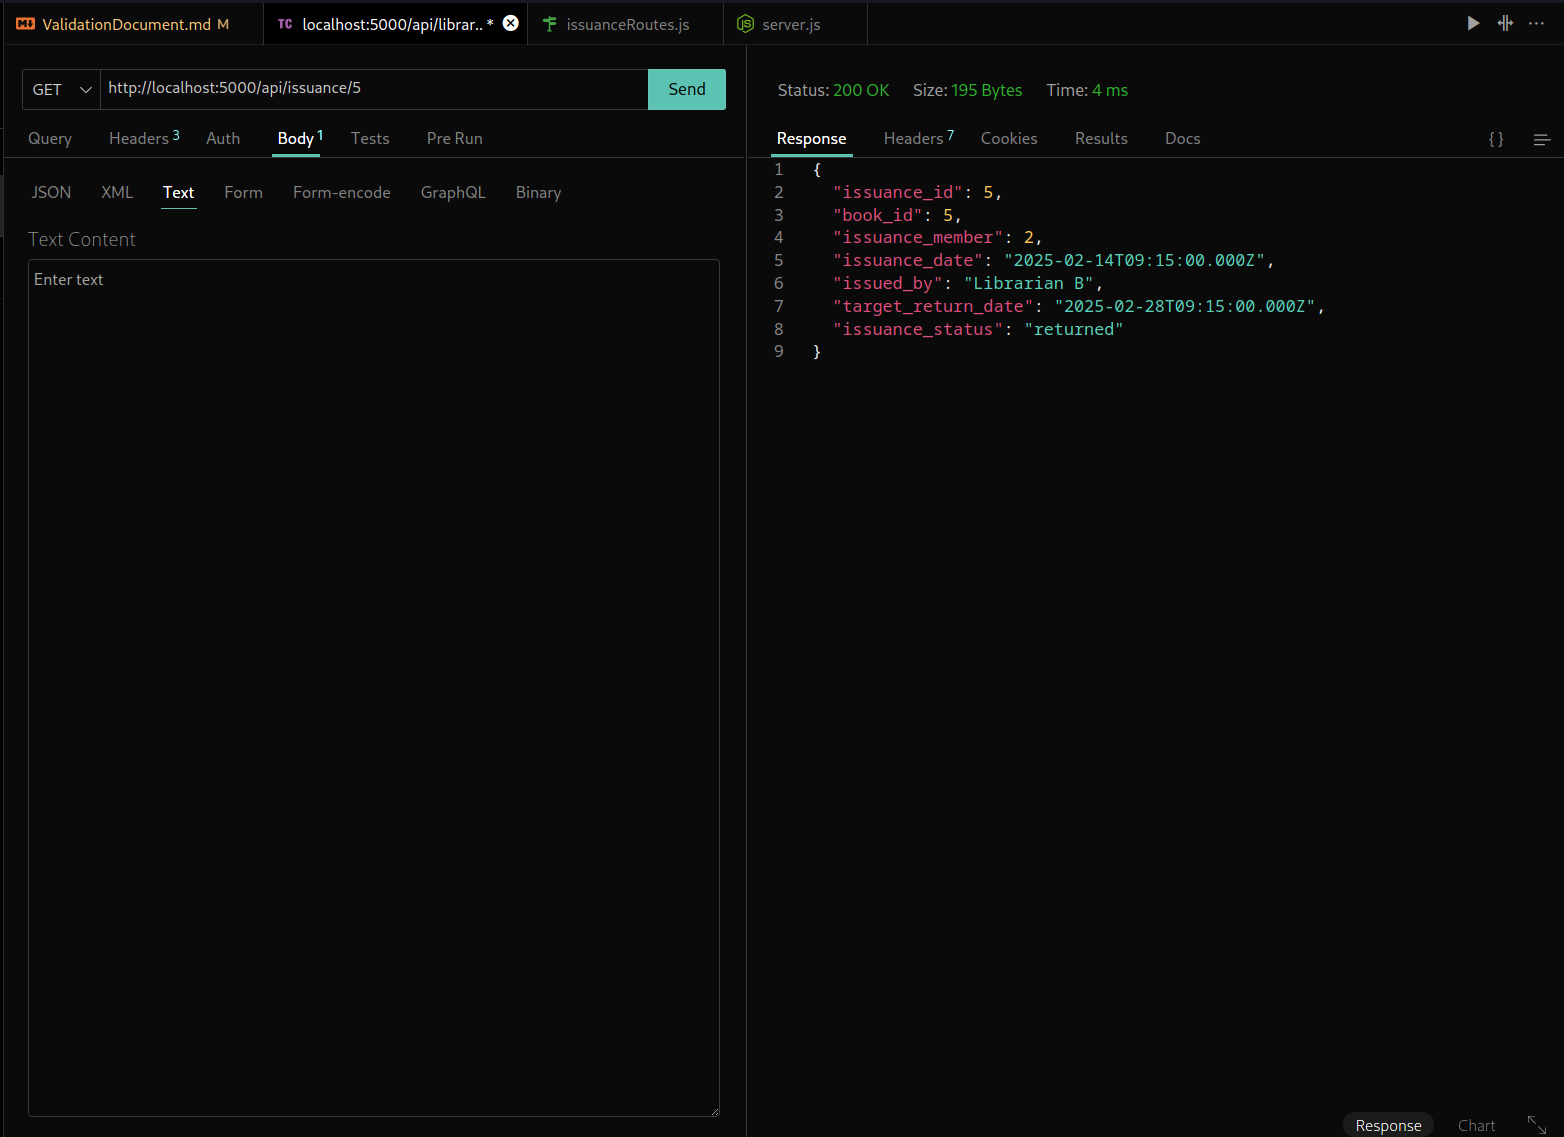 ValidationDocument.md M
TC localhost:5000/api/librar.. *
issuanceRoutes.js
server.js
GET http://localhost:5000/api/issuance/5 Send
Query Headers 3 Auth Body 1 Tests Pre Run
JSON XML Text Form Form-encode GraphQL Binary
Text Content
Enter text
Status: 200 OK Size: 195 Bytes Time: 4 ms
Response Headers 7 Cookies Results Docs { }
1 {
2 "issuance_id": 5,
3 "book_id": 5,
4 "issuance_member": 2,
5 "issuance_date": "2025-02-14T09:15:00.000Z",
6 "issued_by": "Librarian B",
7 "target_return_date": "2025-02-28T09:15:00.000Z",
8 "issuance_status": "returned"
9 }
Response Chart